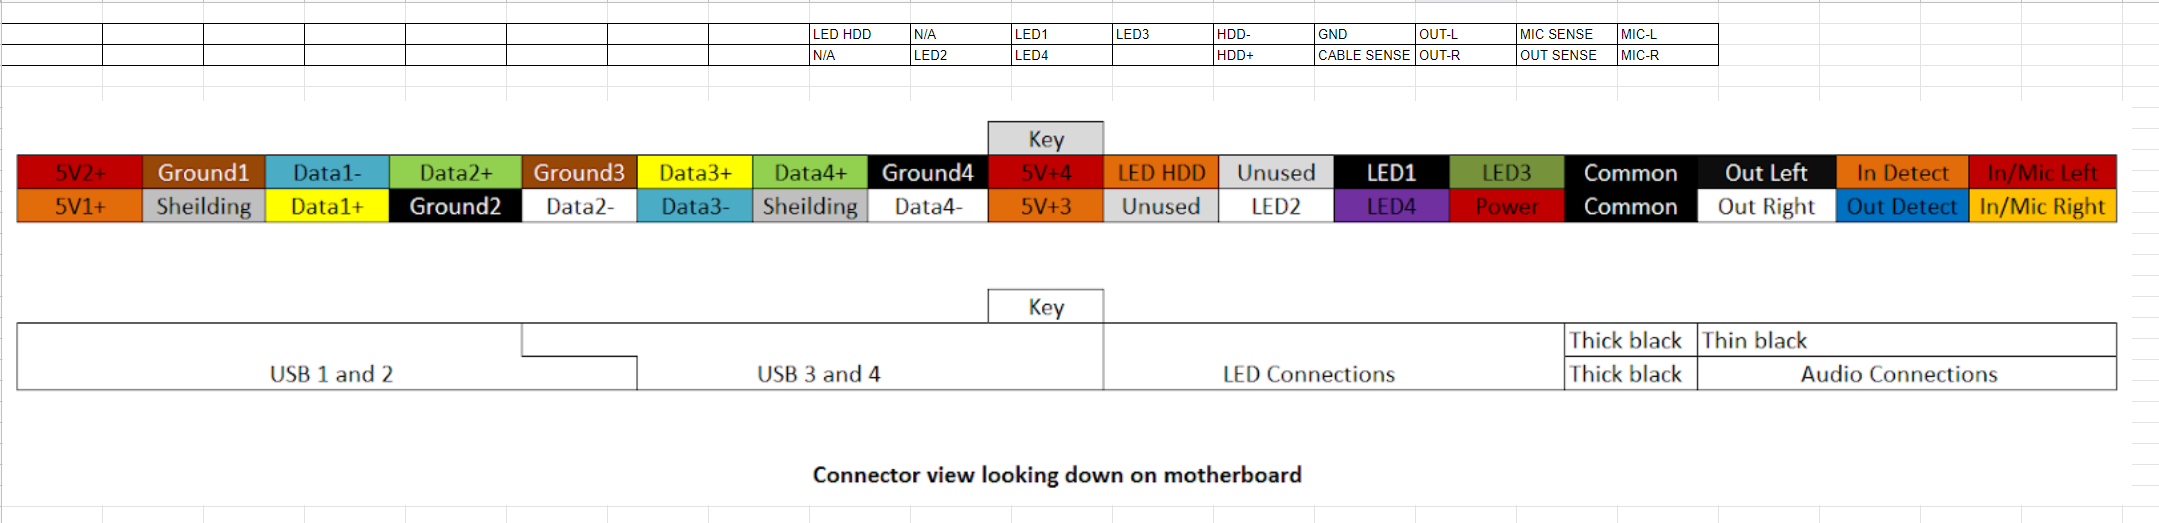 LED HDD N/A LED1 LED3 HDD- GND OUT-L MIC SENSE MIC-L
N/A LED2 LED4 HDD+ CABLE SENSE OUT-R OUT SENSE MIC-R
Key
5V2+ Ground1 Data1- Data2+ Ground3 Data3+ Data4+ Ground4 5V+4 LED HDD Unused LED1 LED3 Common Out Left In Detect In/Mic Left
5V1+ Sheilding Data1+ Ground2 Data2- Data3- Sheilding Data4- 5V+3 Unused LED2 LED4 Power Common Out Right Out Detect In/Mic Right
Key
Thick black Thin black
USB 1 and 2 USB 3 and 4 LED Connections Thick black Audio Connections
Connector view looking down on motherboard